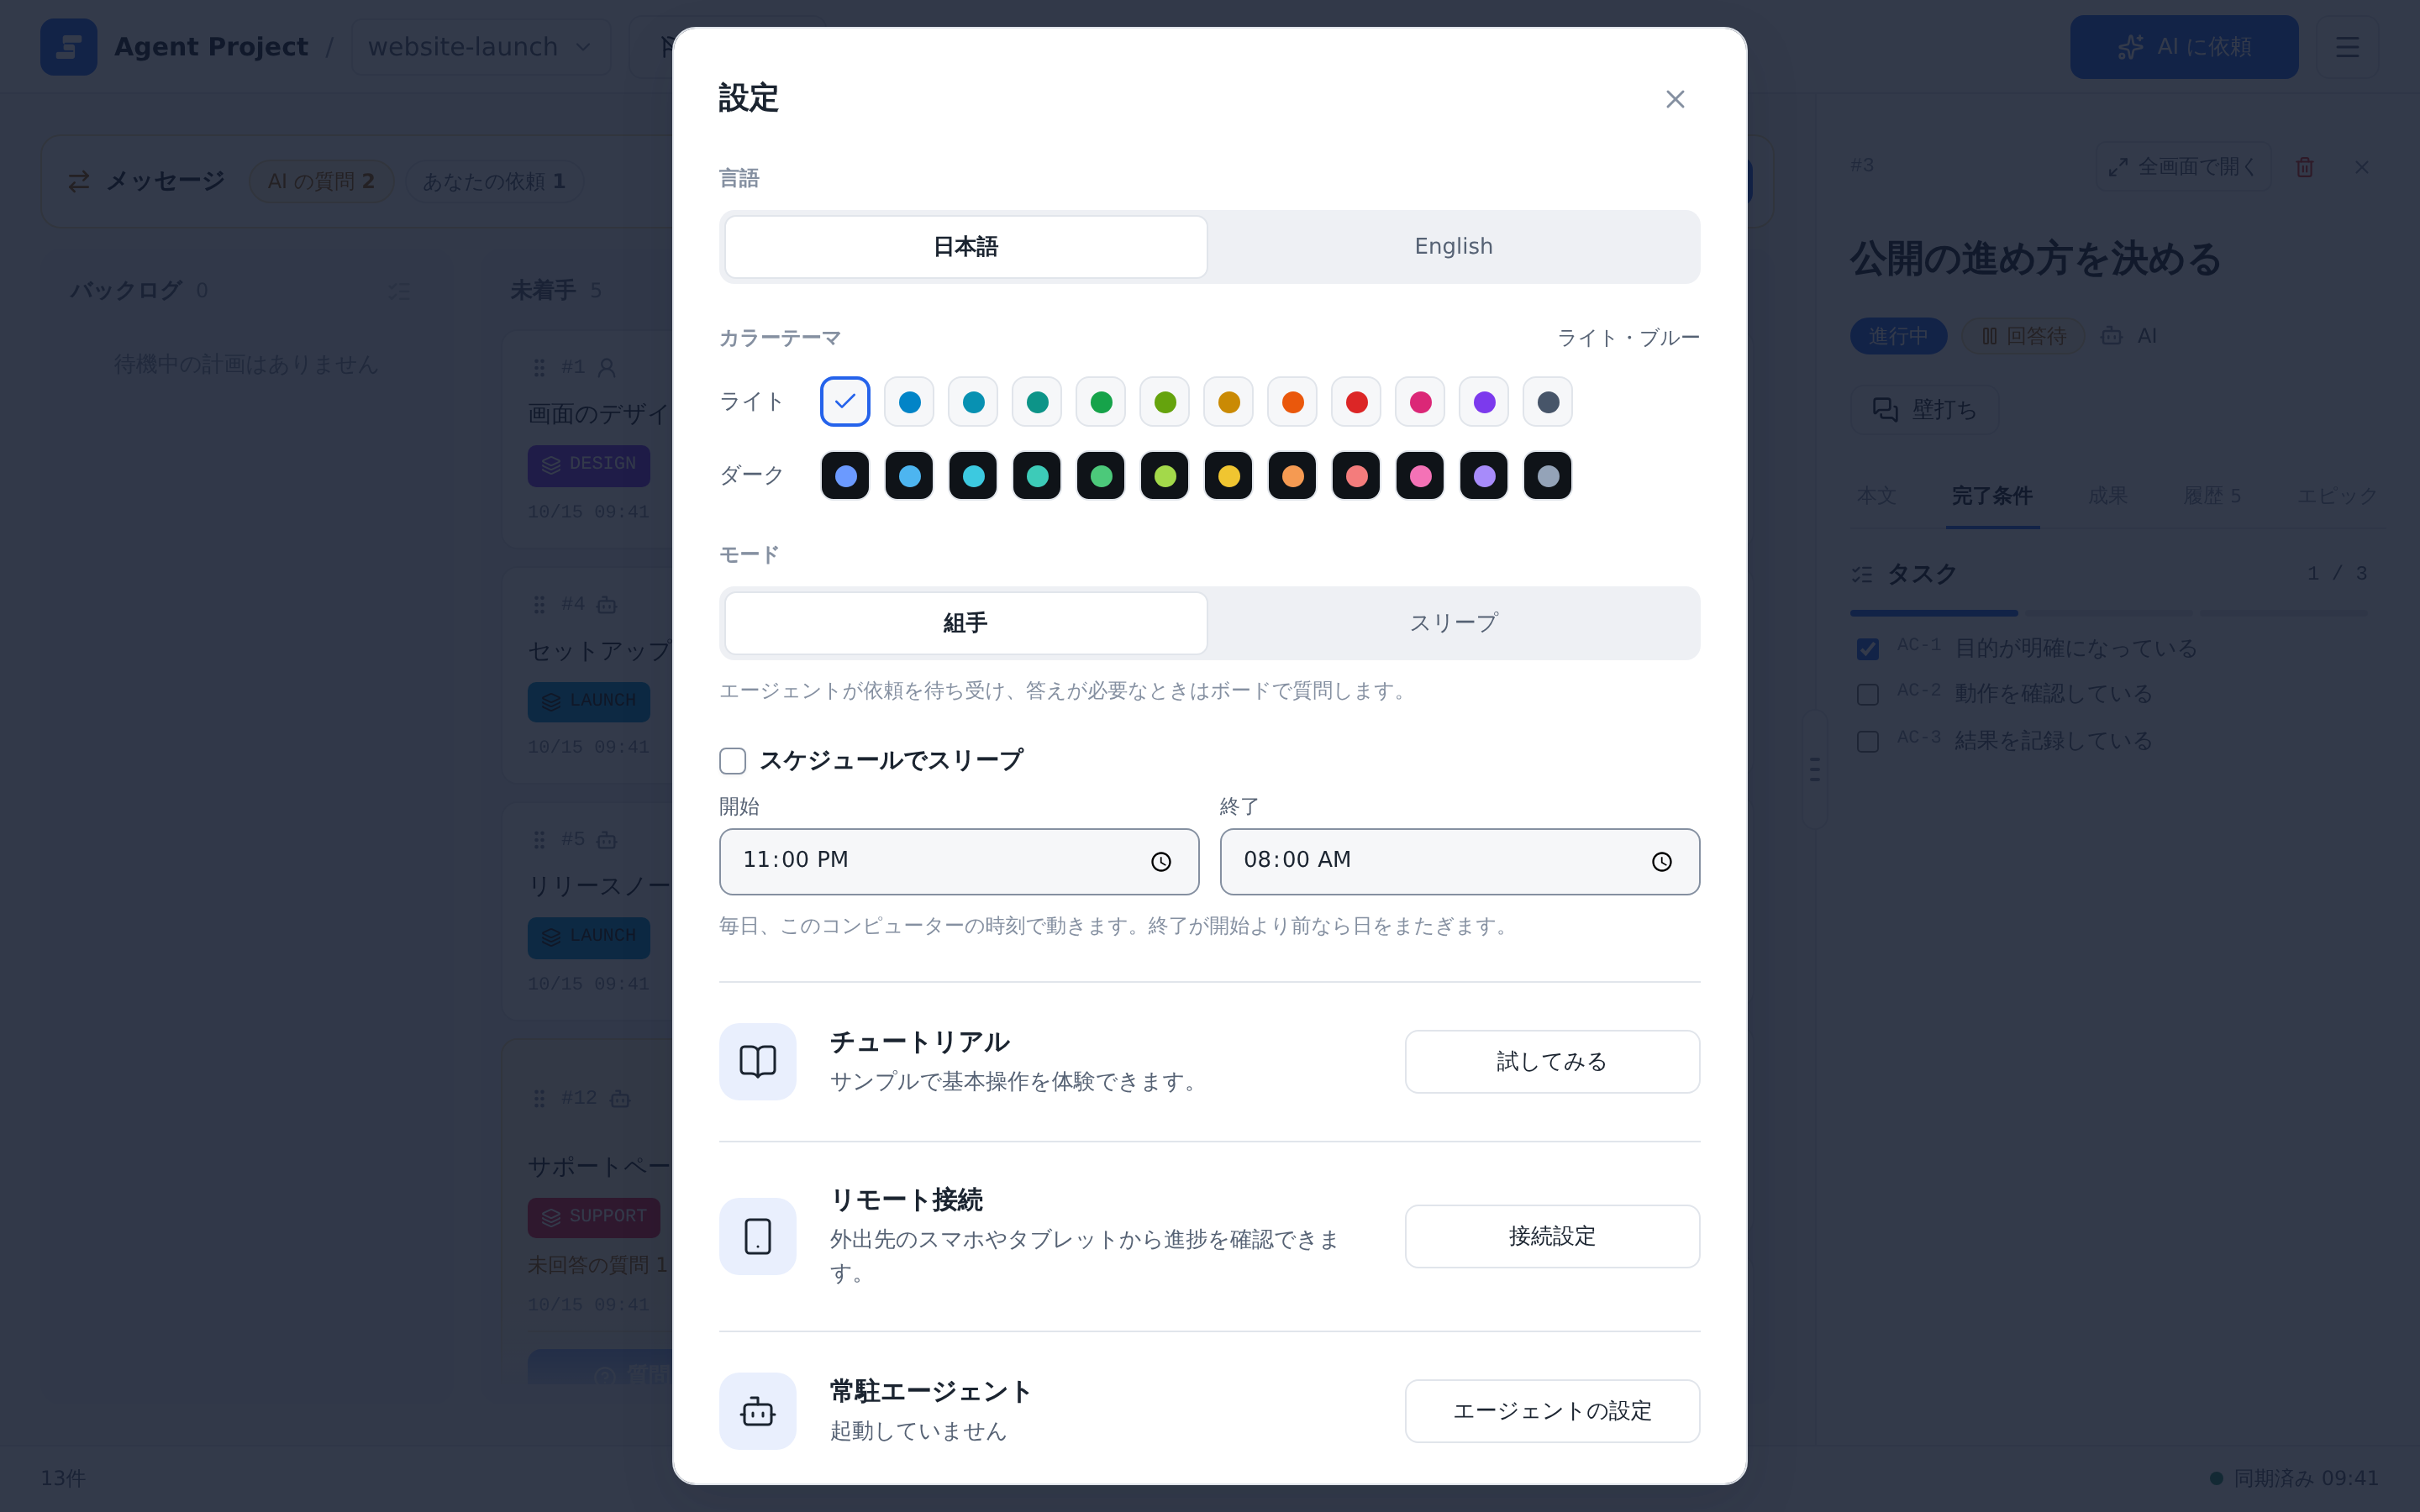 Agent Project / website-launch
AI に依頼
メッセージ AI の質問 2 あなたの依頼 1
バックログ 0
待機中の計画はありません
未着手 5
#1
画面のデザイ
DESIGN
10/15 09:41
#4
セットアップ
LAUNCH
10/15 09:41
#5
リリースノー
LAUNCH
10/15 09:41
#12
サポートペー
SUPPORT
未回答の質問 1
10/15 09:41
設定
言語
日本語 English
カラーテーマ ライト・ブルー
ライト
ダーク
モード
組手 スリープ
エージェントが依頼を待ち受け、答えが必要なときはボードで質問します。
スケジュールでスリープ
開始 終了
11:00 PM 08:00 AM
毎日、このコンピューターの時刻で動きます。終了が開始より前なら日をまたぎます。
チュートリアル
サンプルで基本操作を体験できます。
試してみる
リモート接続
外出先のスマホやタブレットから進捗を確認できま
す。
接続設定
常駐エージェント
起動していません
エージェントの設定
#3 全画面で開く
公開の進め方を決める
進行中 回答待 AI
壁打ち
本文 完了条件 成果 履歴 5 エピック
タスク 1 / 3
AC-1 目的が明確になっている
AC-2 動作を確認している
AC-3 結果を記録している
13件
同期済み 09:41